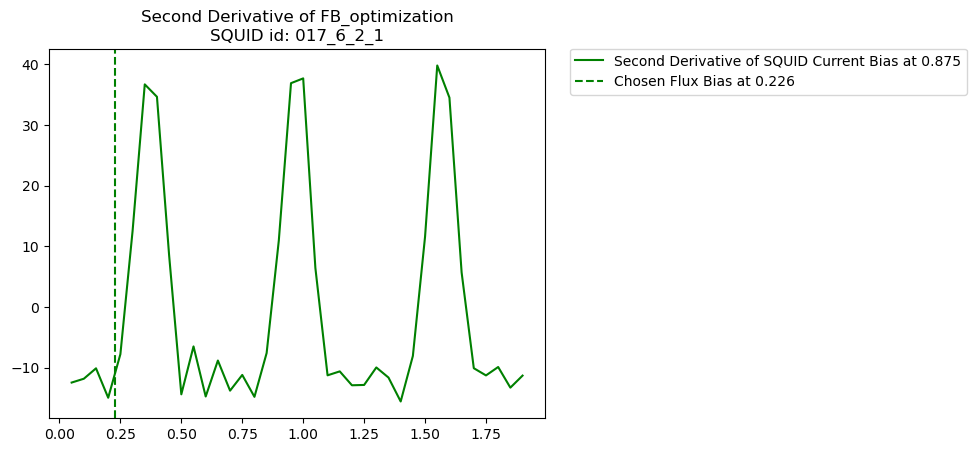 Second Derivative of FB_optimization
SQUID id: 017_6_2_1
Second Derivative of SQUID Current Bias at 0.875
Chosen Flux Bias at 0.226
40
30
20
10
0
−10
0.00 0.25 0.50 0.75 1.00 1.25 1.50 1.75